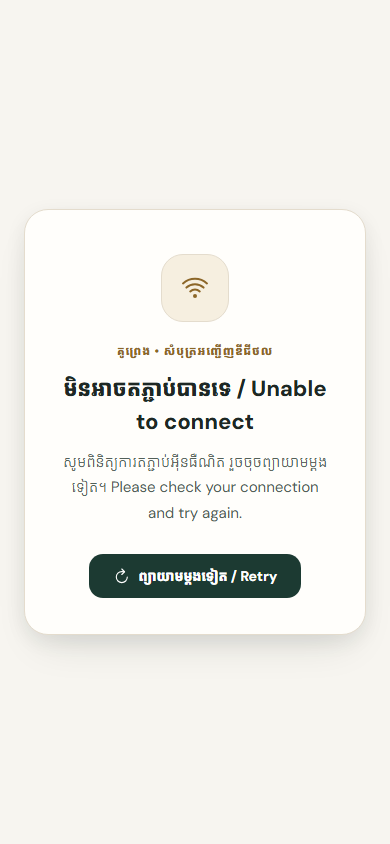 គូព្រេង • សំបុត្រអញ្ជើញឌីជីថល
មិនអាចតភ្ជាប់បានទេ / Unable
to connect
សូមពិនិត្យការតភ្ជាប់អ៊ីនធឺណិត រួចចុចព្យាយាមម្តង
ទៀត។ Please check your connection
and try again.
ព្យាយាមម្តងទៀត / Retry